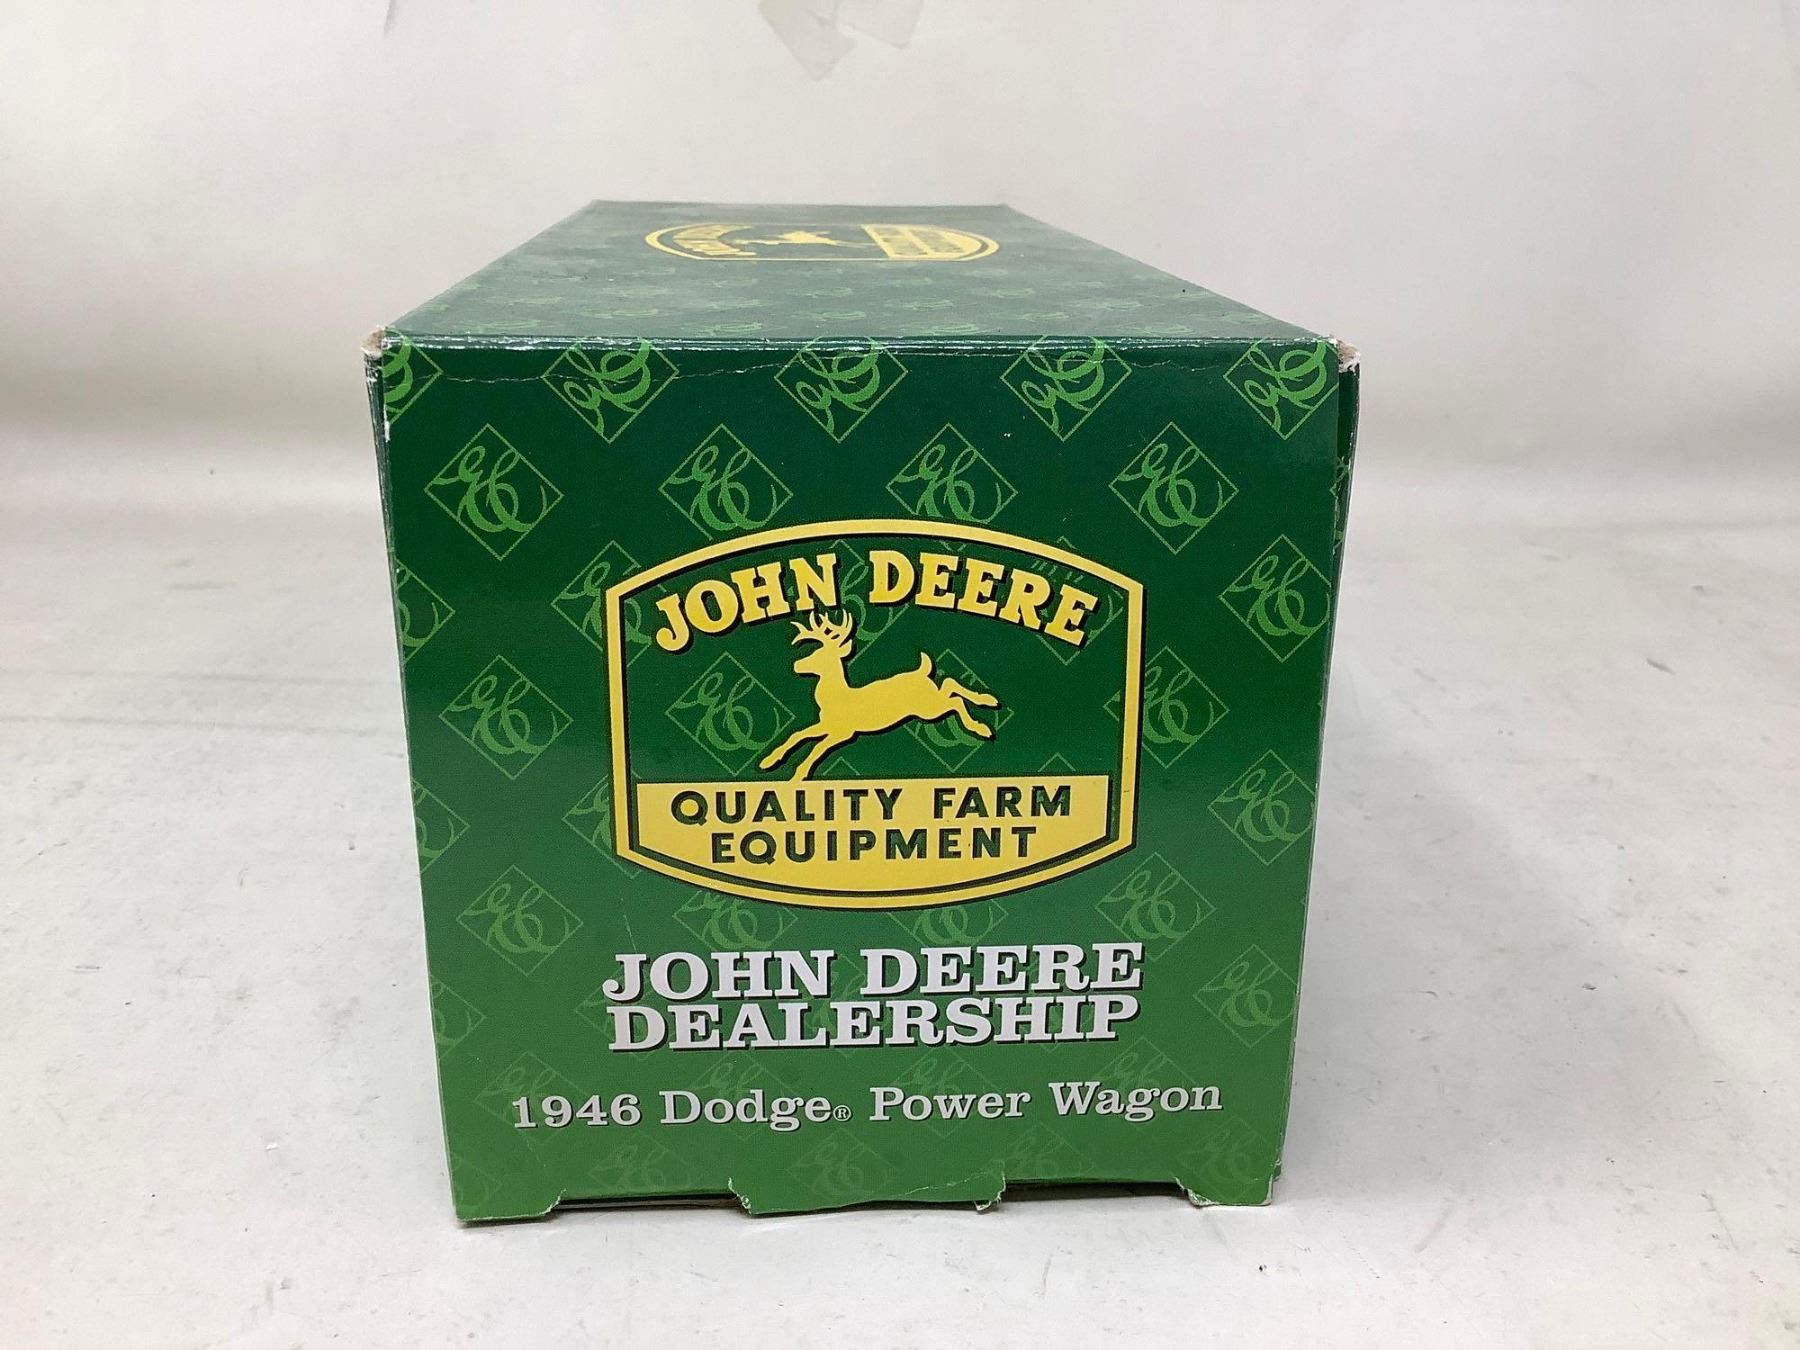 JOHN DEERE
QUALITY FARM
EQUIPMENT
JOHN DEERE
DEALERSHIP
1946 Dodge® Power Wagon